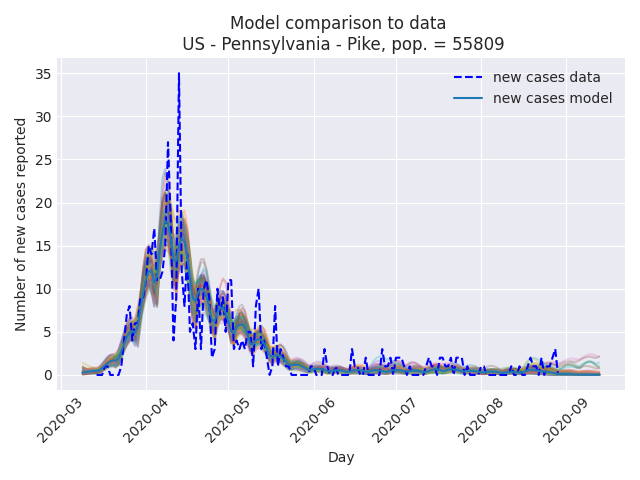 Model comparison to data
US - Pennsylvania - Pike, pop. = 55809
new cases data
new cases model
Number of new cases reported
35
30
25
20
15
10
5
0
2020-03
2020-04
2020-05
2020-06
2020-07
2020-08
2020-09
Day